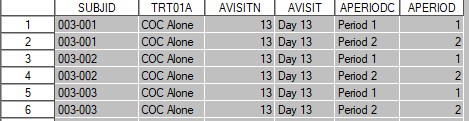 SUBJID TRT01A AVISITN AVISIT APERIODC APERIOD
1 003-001 COC Alone 13 Day 13 Period 1 1
2 003-001 COC Alone 13 Day 13 Period 2 2
3 003-002 COC Alone 13 Day 13 Period 1 1
4 003-002 COC Alone 13 Day 13 Period 2 2
5 003-003 COC Alone 13 Day 13 Period 1 1
6 003-003 COC Alone 13 Day 13 Period 2 2